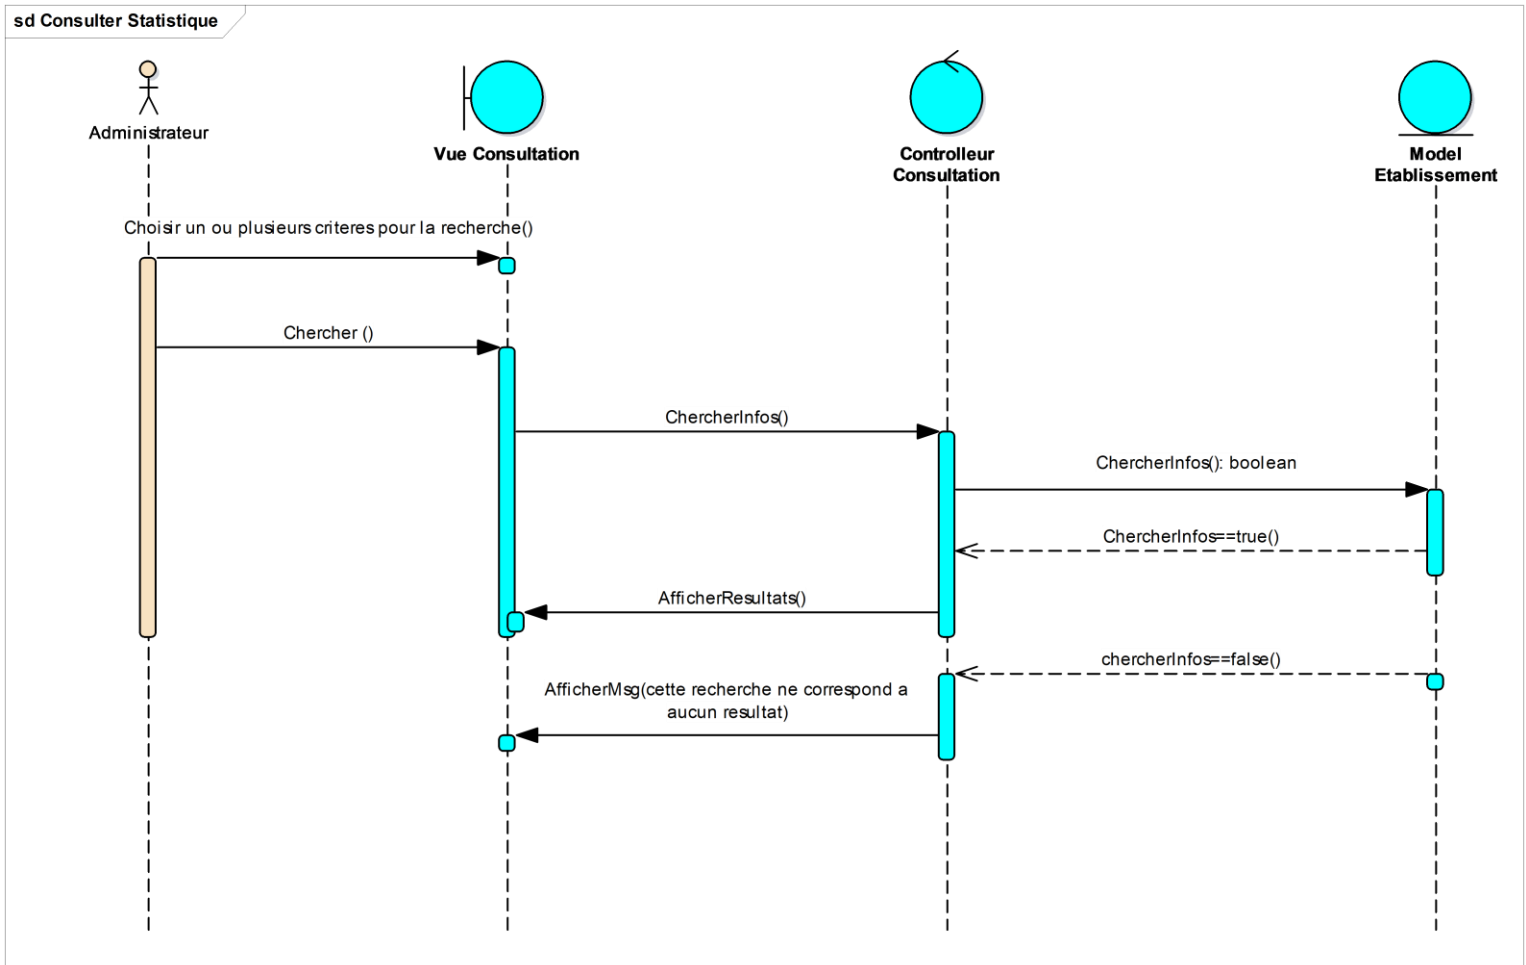 sd Consulter Statistique
Administrateur
Vue Consultation
Controlleur
Consultation
Model
Etablissement
Choisir un ou plusieurs criteres pour la recherche()
Chercher ()
ChercherInfos()
ChercherInfos(): boolean
ChercherInfos==true()
AfficherResultats()
chercherInfos==false()
AfficherMsg(cette recherche ne correspond a
aucun resultat)